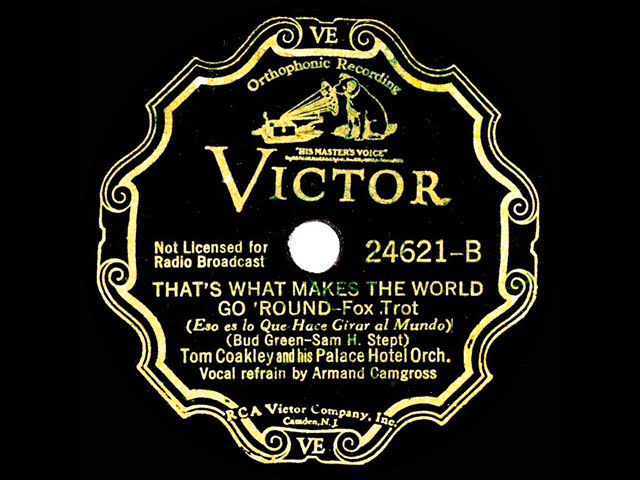 VE
Orthophonic Recording
"HIS MASTER'S VOICE"
VICTOR
Not Licensed for
Radio Broadcast
24621-B
THAT'S WHAT MAKES THE WORLD
GO 'ROUND-Fox Trot
(Eso es lo Que Hace Girar al Mundo)
(Bud Green-Sam H. Stept)
Tom Coakley and his Palace Hotel Orch.
Vocal refrain by Armand Camgross
RCA Victor Company, Inc.
Camden, N.J.
VE